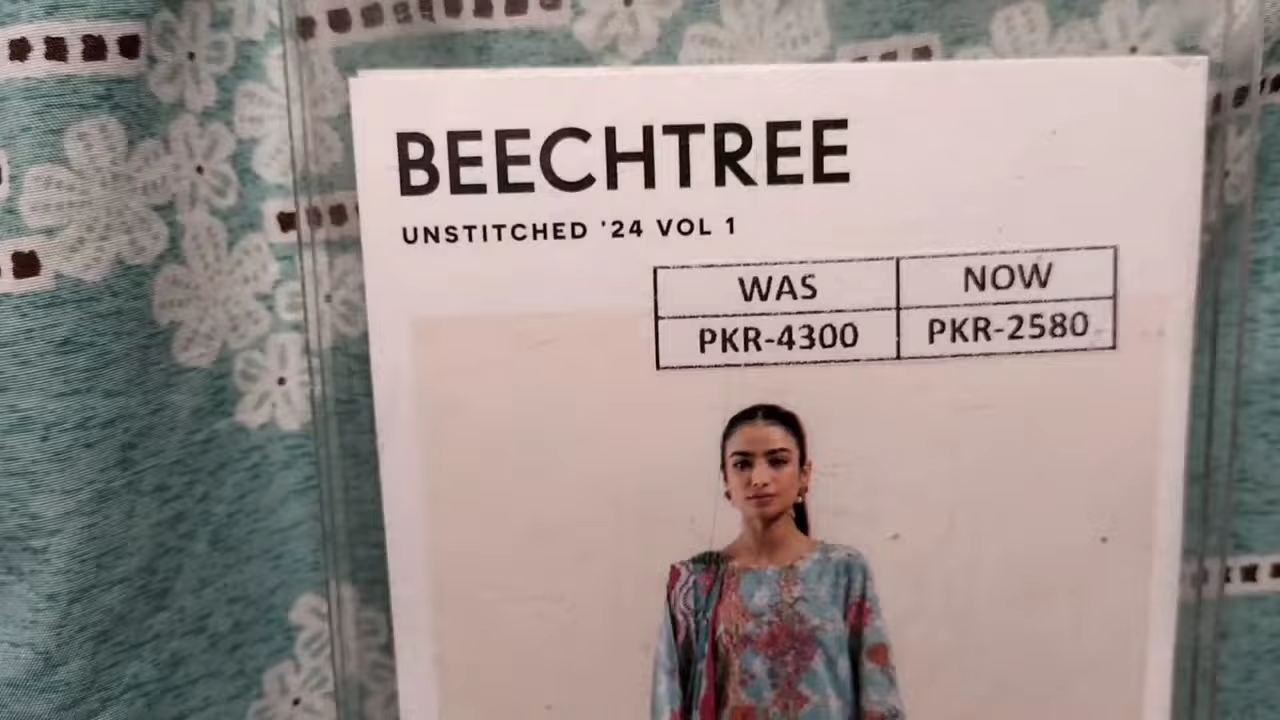 BEECHTREE
UNSTITCHED '24 VOL 1
WAS NOW
PKR-4300 PKR-2580